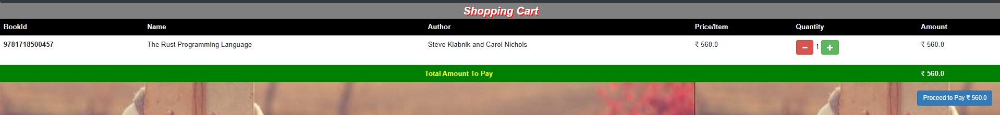 Shopping Cart
BookId Name Author Price/Item Quantity Amount
9781718500457 The Rust Programming Language Steve Klabnik and Carol Nichols ₹ 560.0 1 ₹ 560.0
Total Amount To Pay ₹ 560.0
Proceed to Pay ₹ 560.0